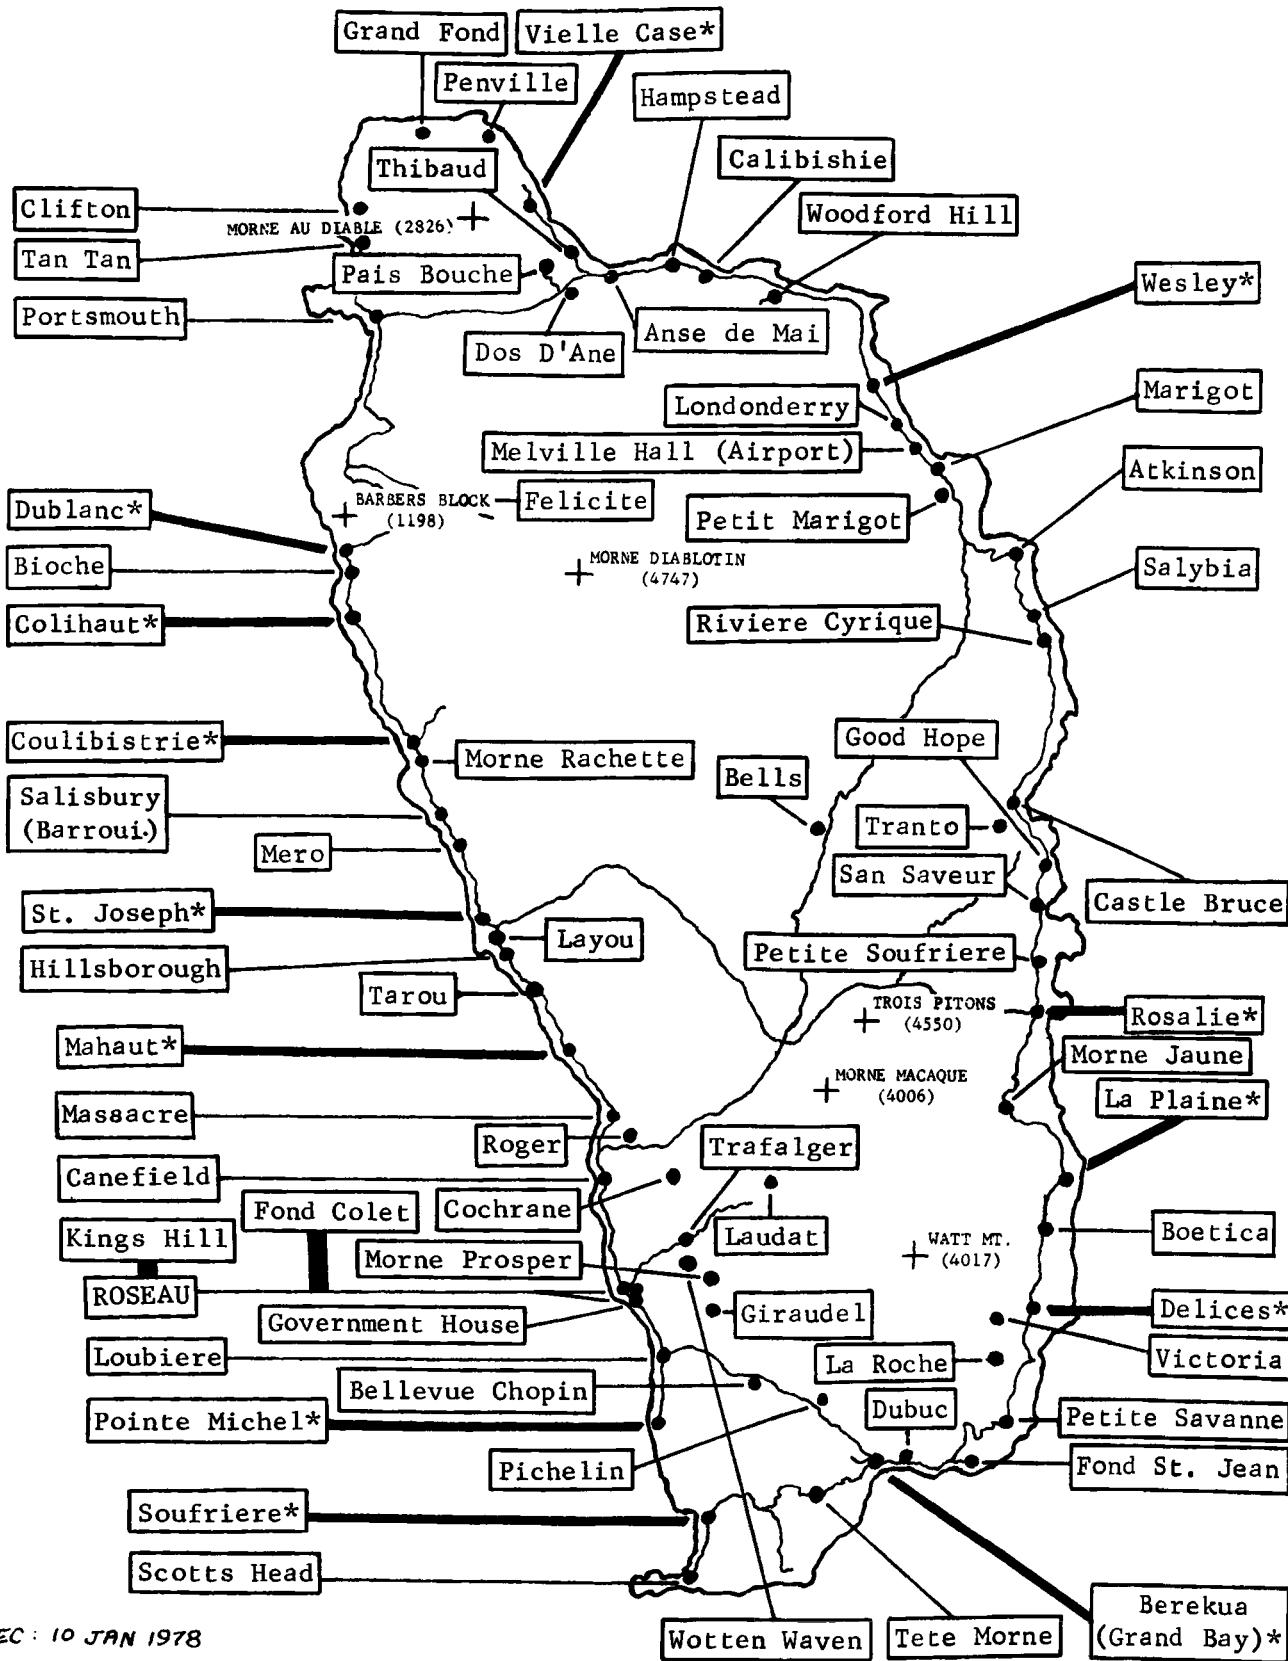 Grand Fond
Vielle Case*
Penville
Hampstead
Thibaud
Calibishie
Clifton
MORNE AU DIABLE (2826)
Woodford Hill
Tan Tan
Pais Bouche
Wesley*
Portsmouth
Anse de Mai
Dos D'Ane
Londonderry
Marigot
Melville Hall (Airport)
Atkinson
Dublanc*
BARBERS BLOCK
(1198)
Felicite
Petit Marigot
Bioche
MORNE DIABLOTIN
(4747)
Salybia
Colihaut*
Riviere Cyrique
Coulibistrie*
Morne Rachette
Good Hope
Salisbury
(Barroui.)
Bells
Tranto
Mero
San Saveur
Castle Bruce
St. Joseph*
Layou
Petite Soufriere
Hillsborough
Tarou
TROIS PITONS
(4550)
Rosalie*
Mahaut*
Morne Jaune
MORNE MACAQUE
(4006)
La Plaine*
Massacre
Roger
Trafalger
Canefield
Cochrane
Fond Colet
Laudat
Boetica
Kings Hill
Morne Prosper
WATT MT.
(4017)
ROSEAU
Government House
Giraudel
Delices*
Loubiere
La Roche
Victoria
Bellevue Chopin
Dubuc
Pointe Michel*
Petite Savanne
Pichelin
Fond St. Jean
Soufriere*
Scotts Head
Berekua
(Grand Bay)*
EC: 10 JAN 1978
Wotten Waven
Tete Morne